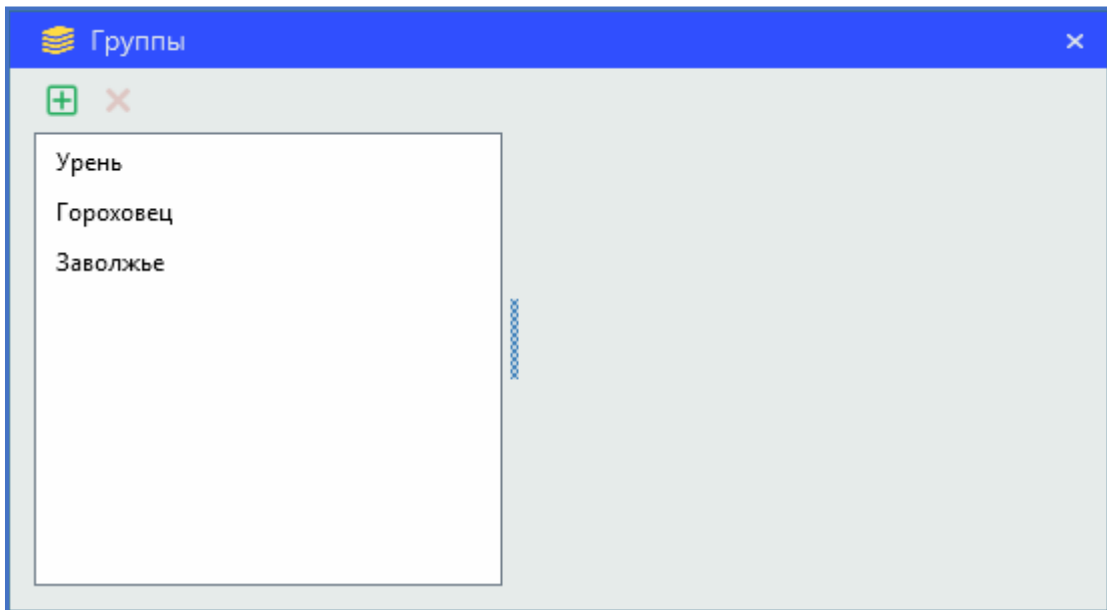 Группы
Урень
Гороховец
Заволжье